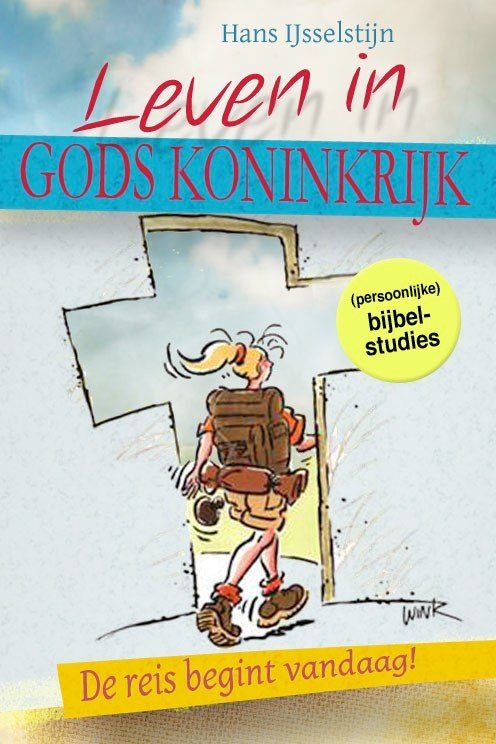 Hans IJsselstijn
Leven in
GODS KONINKRIJK
(persoonlijke)
bijbel-
studies
WINK
De reis begint vandaag!